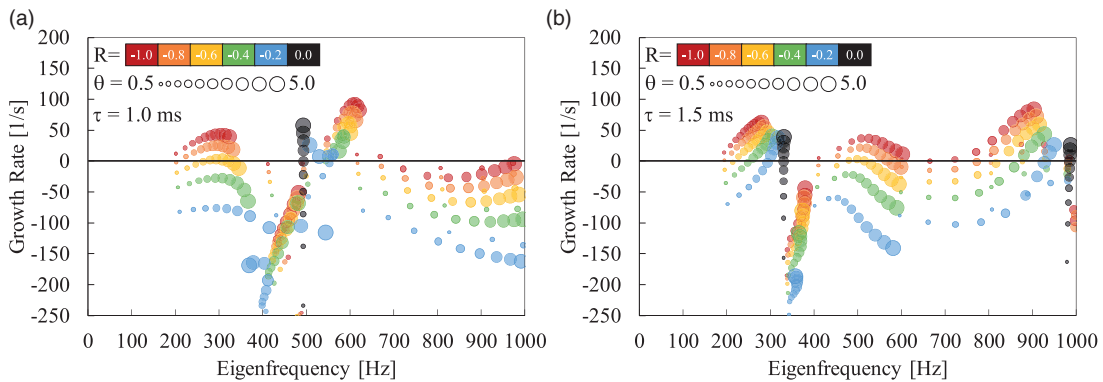 (a)
200
150
100
50
0
-50
-100
-150
-200
-250
Growth Rate [1/s]
R= -1.0 -0.8 -0.6 -0.4 -0.2 0.0
θ = 0.5 5.0
τ = 1.0 ms
0 100 200 300 400 500 600 700 800 900 1000
Eigenfrequency [Hz]
(b)
200
150
100
50
0
-50
-100
-150
-200
-250
Growth Rate [1/s]
R= -1.0 -0.8 -0.6 -0.4 -0.2 0.0
θ = 0.5 5.0
τ = 1.5 ms
0 100 200 300 400 500 600 700 800 900 1000
Eigenfrequency [Hz]